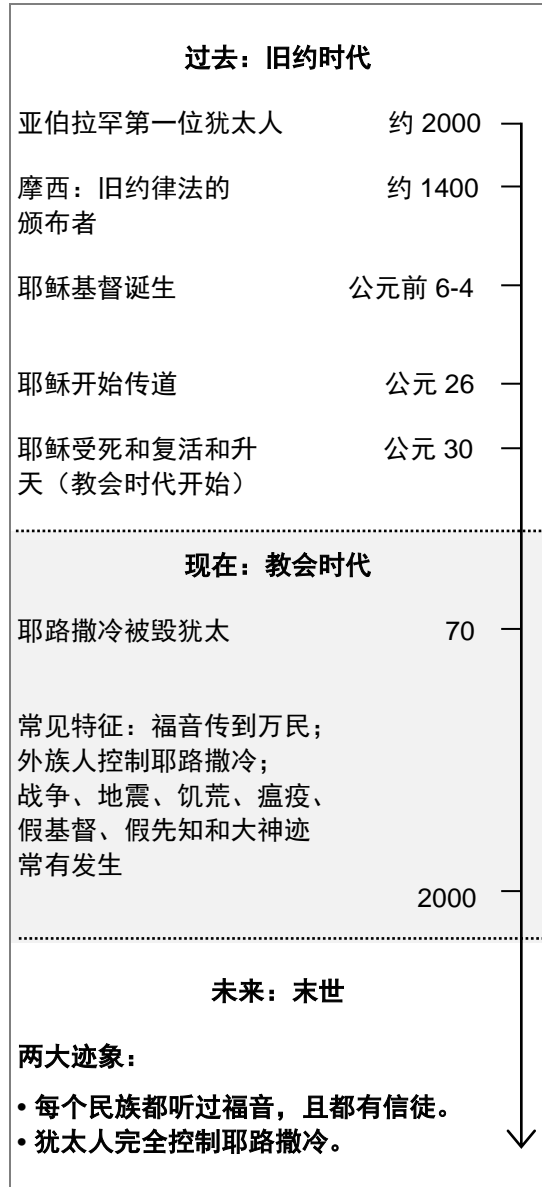 过去：旧约时代
亚伯拉罕第一位犹太人 约 2000
摩西：旧约律法的 约 1400
颁布者
耶稣基督诞生 公元前 6-4
耶稣开始传道 公元 26
耶稣受死和复活和升 公元 30
天（教会时代开始）
现在：教会时代
耶路撒冷被毁犹太 70
常见特征：福音传到万民；
外族人控制耶路撒冷；
战争、地震、饥荒、瘟疫、
假基督、假先知和大神迹
常有发生
2000
未来：末世
两大迹象：
• 每个民族都听过福音，且都有信徒。
• 犹太人完全控制耶路撒冷。